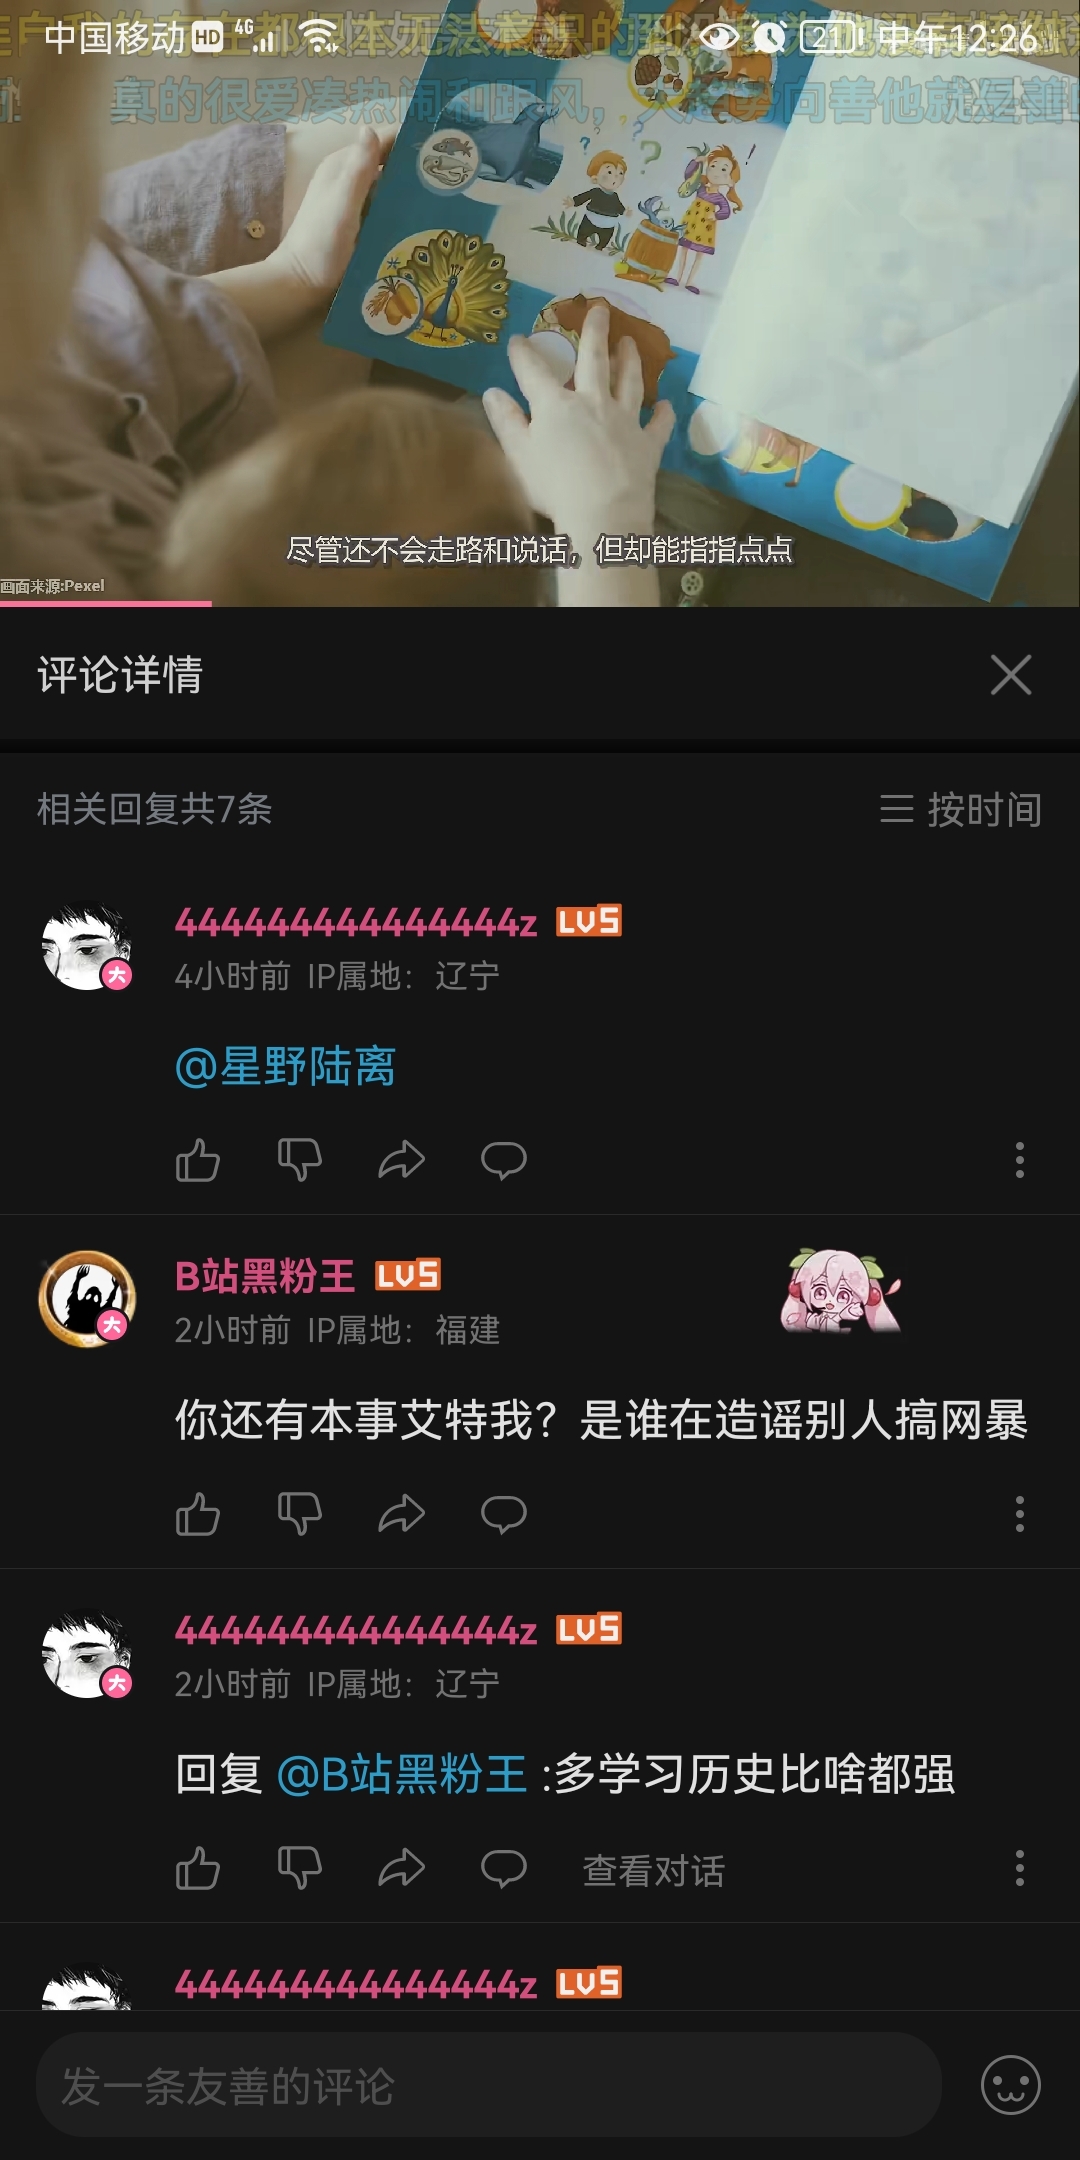 中国移动 HD 4G 21 中午12:26
真的很爱凑热闹和跟风，
尽管还不会走路和说话，但却能指指点点
画面来源:Pexel
评论详情
相关回复共7条 按时间
444444444444444z LV5
大 4小时前 IP属地：辽宁
@星野陆离
B站黑粉王 LV5
大 2小时前 IP属地：福建
你还有本事艾特我？是谁在造谣别人搞网暴
444444444444444z LV5
大 2小时前 IP属地：辽宁
回复 @B站黑粉王 :多学习历史比啥都强
查看对话
444444444444444z LV5
发一条友善的评论